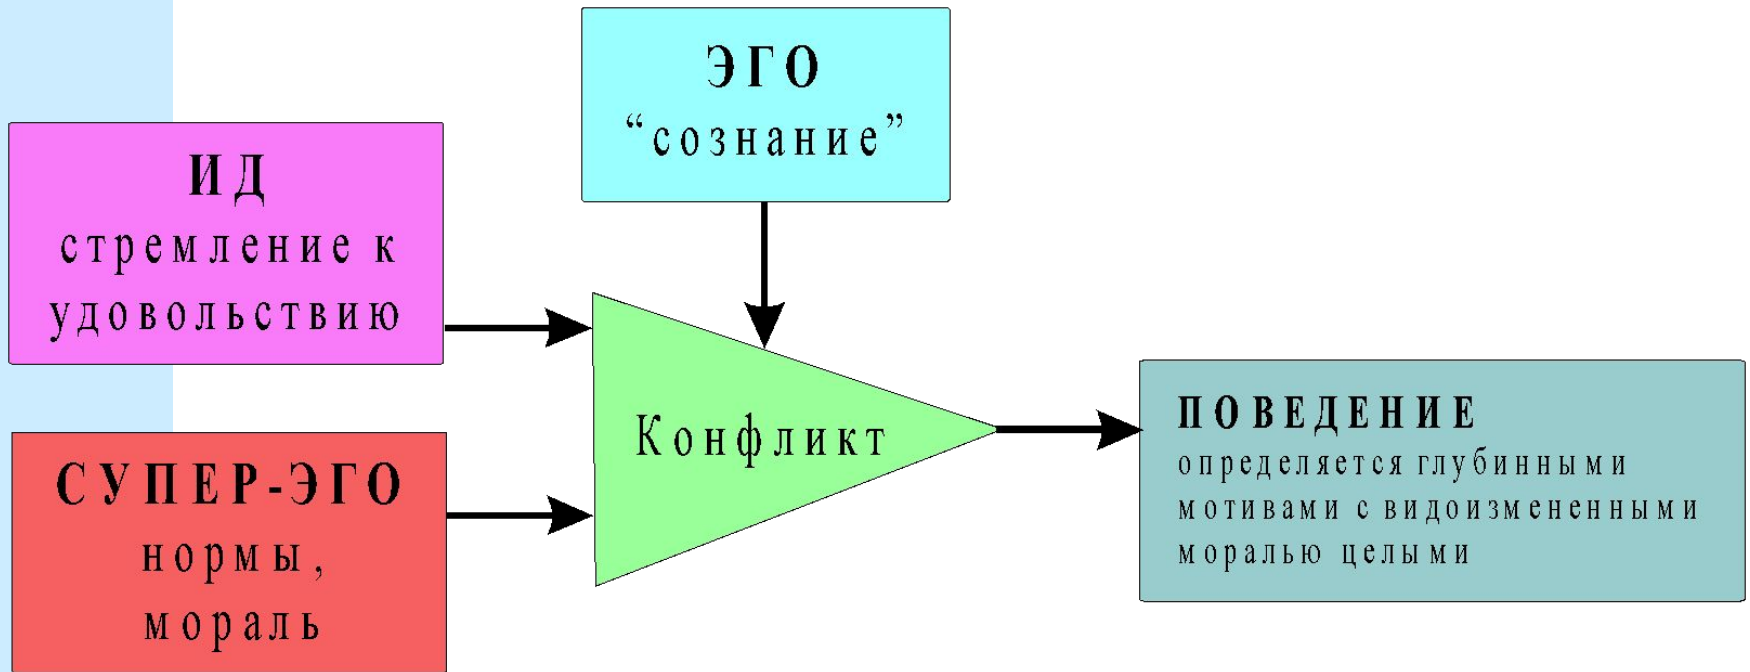 ЭГО
“сознание”
ИД
стремление к
удовольствию
Конфликт
СУПЕР-ЭГО
нормы,
мораль
ПОВЕДЕНИЕ
определяется глубинными
мотивами с видоизмененными
моралью целыми